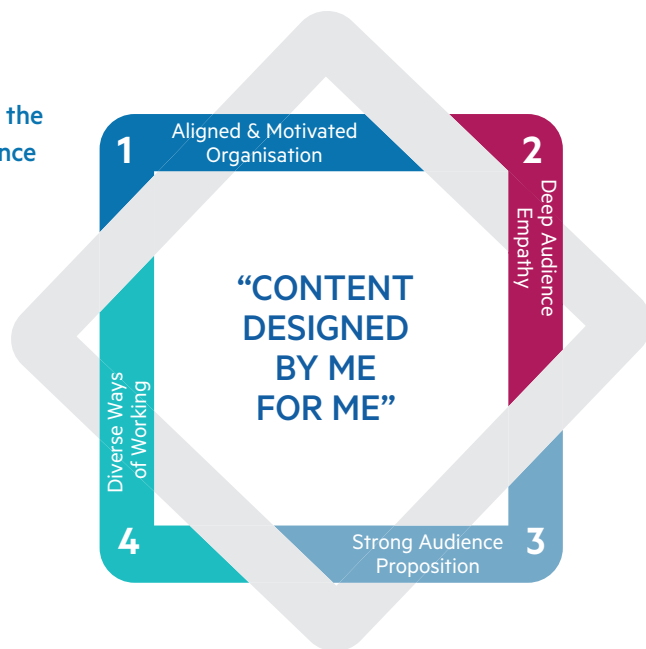 the
nce
1
Aligned & Motivated
Organisation
2
Deep Audience
Empathy
“CONTENT
DESIGNED
BY ME
FOR ME”
Diverse Ways
of Working
4
Strong Audience
Proposition
3